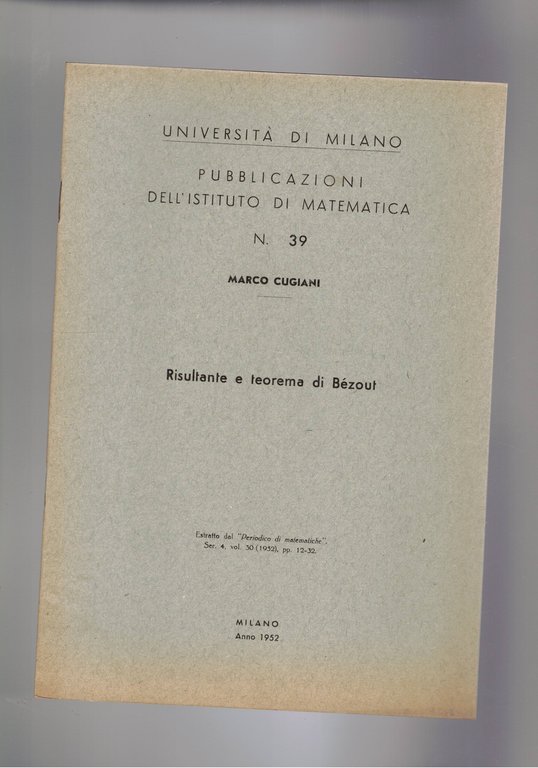 UNIVERSITÀ DI MILANO
PUBBLICAZIONI
DELL'ISTITUTO DI MATEMATICA
N. 39
MARCO CUGIANI
Risultante e teorema di Bézout
Estratto dal "Periodico di matematiche",
Ser. 4, vol. 30 (1952), pp. 12-32.
MILANO
Anno 1952